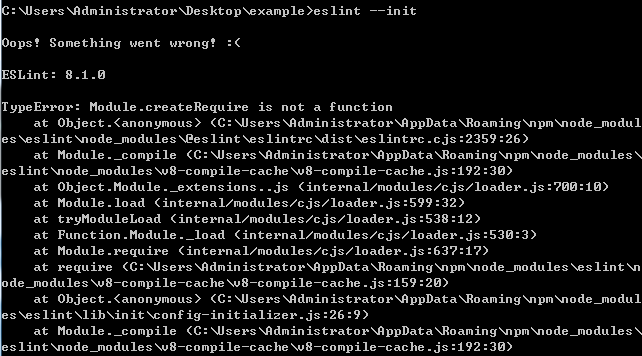 C:\Users\Administrator\Desktop\example>eslint --init
Oops! Something went wrong! :(
ESLint: 8.1.0
TypeError: Module.createRequire is not a function
at Object.<anonymous> (C:\Users\Administrator\AppData\Roaming\npm\node_modul
es\eslint\node_modules\@eslint\eslintrc\dist\eslintrc.cjs:2359:26)
at Module._compile (C:\Users\Administrator\AppData\Roaming\npm\node_modules\
eslint\node_modules\v8-compile-cache\v8-compile-cache.js:192:30)
at Object.Module._extensions..js (internal/modules/cjs/loader.js:700:10)
at Module.load (internal/modules/cjs/loader.js:599:32)
at tryModuleLoad (internal/modules/cjs/loader.js:538:12)
at Function.Module._load (internal/modules/cjs/loader.js:530:3)
at Module.require (internal/modules/cjs/loader.js:637:17)
at require (C:\Users\Administrator\AppData\Roaming\npm\node_modules\eslint\n
ode_modules\v8-compile-cache\v8-compile-cache.js:159:20)
at Object.<anonymous> (C:\Users\Administrator\AppData\Roaming\npm\node_modul
es\eslint\lib\init\config-initializer.js:26:9)
at Module._compile (C:\Users\Administrator\AppData\Roaming\npm\node_modules\
eslint\node_modules\v8-compile-cache\v8-compile-cache.js:192:30)